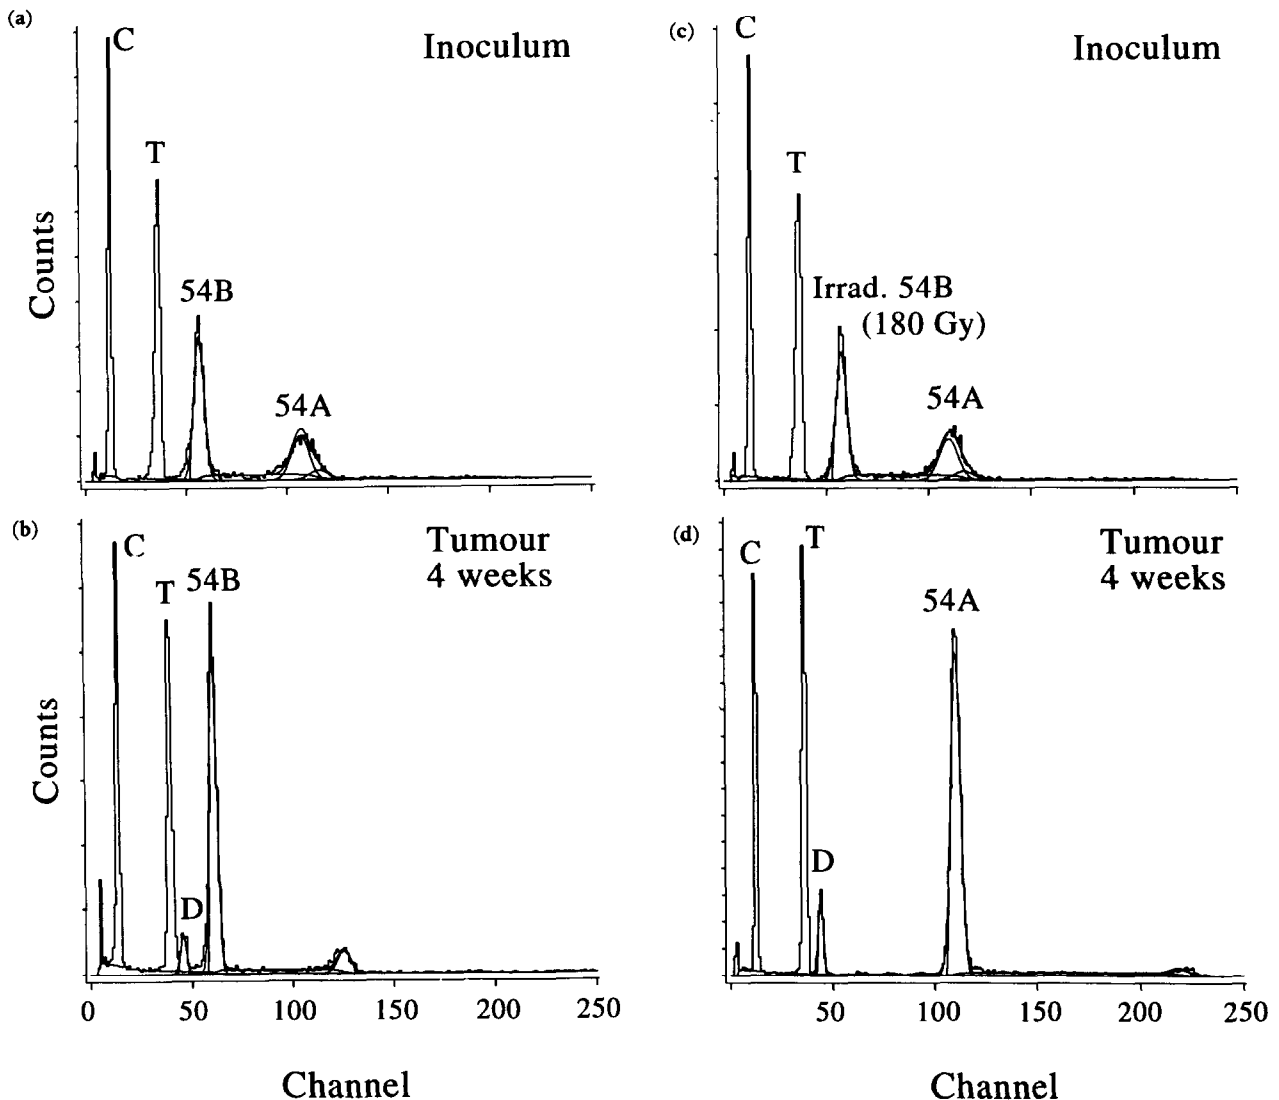 (a)
C
Inoculum
T
Counts
54B
54A
(c)
C
Inoculum
T
Irrad. 54B
(180 Gy)
54A
(b)
C
Tumour
4 weeks
T
54B
Counts
D
0
50
100
150
200
250
Channel
(d)
C
T
Tumour
4 weeks
54A
D
50
100
150
200
250
Channel